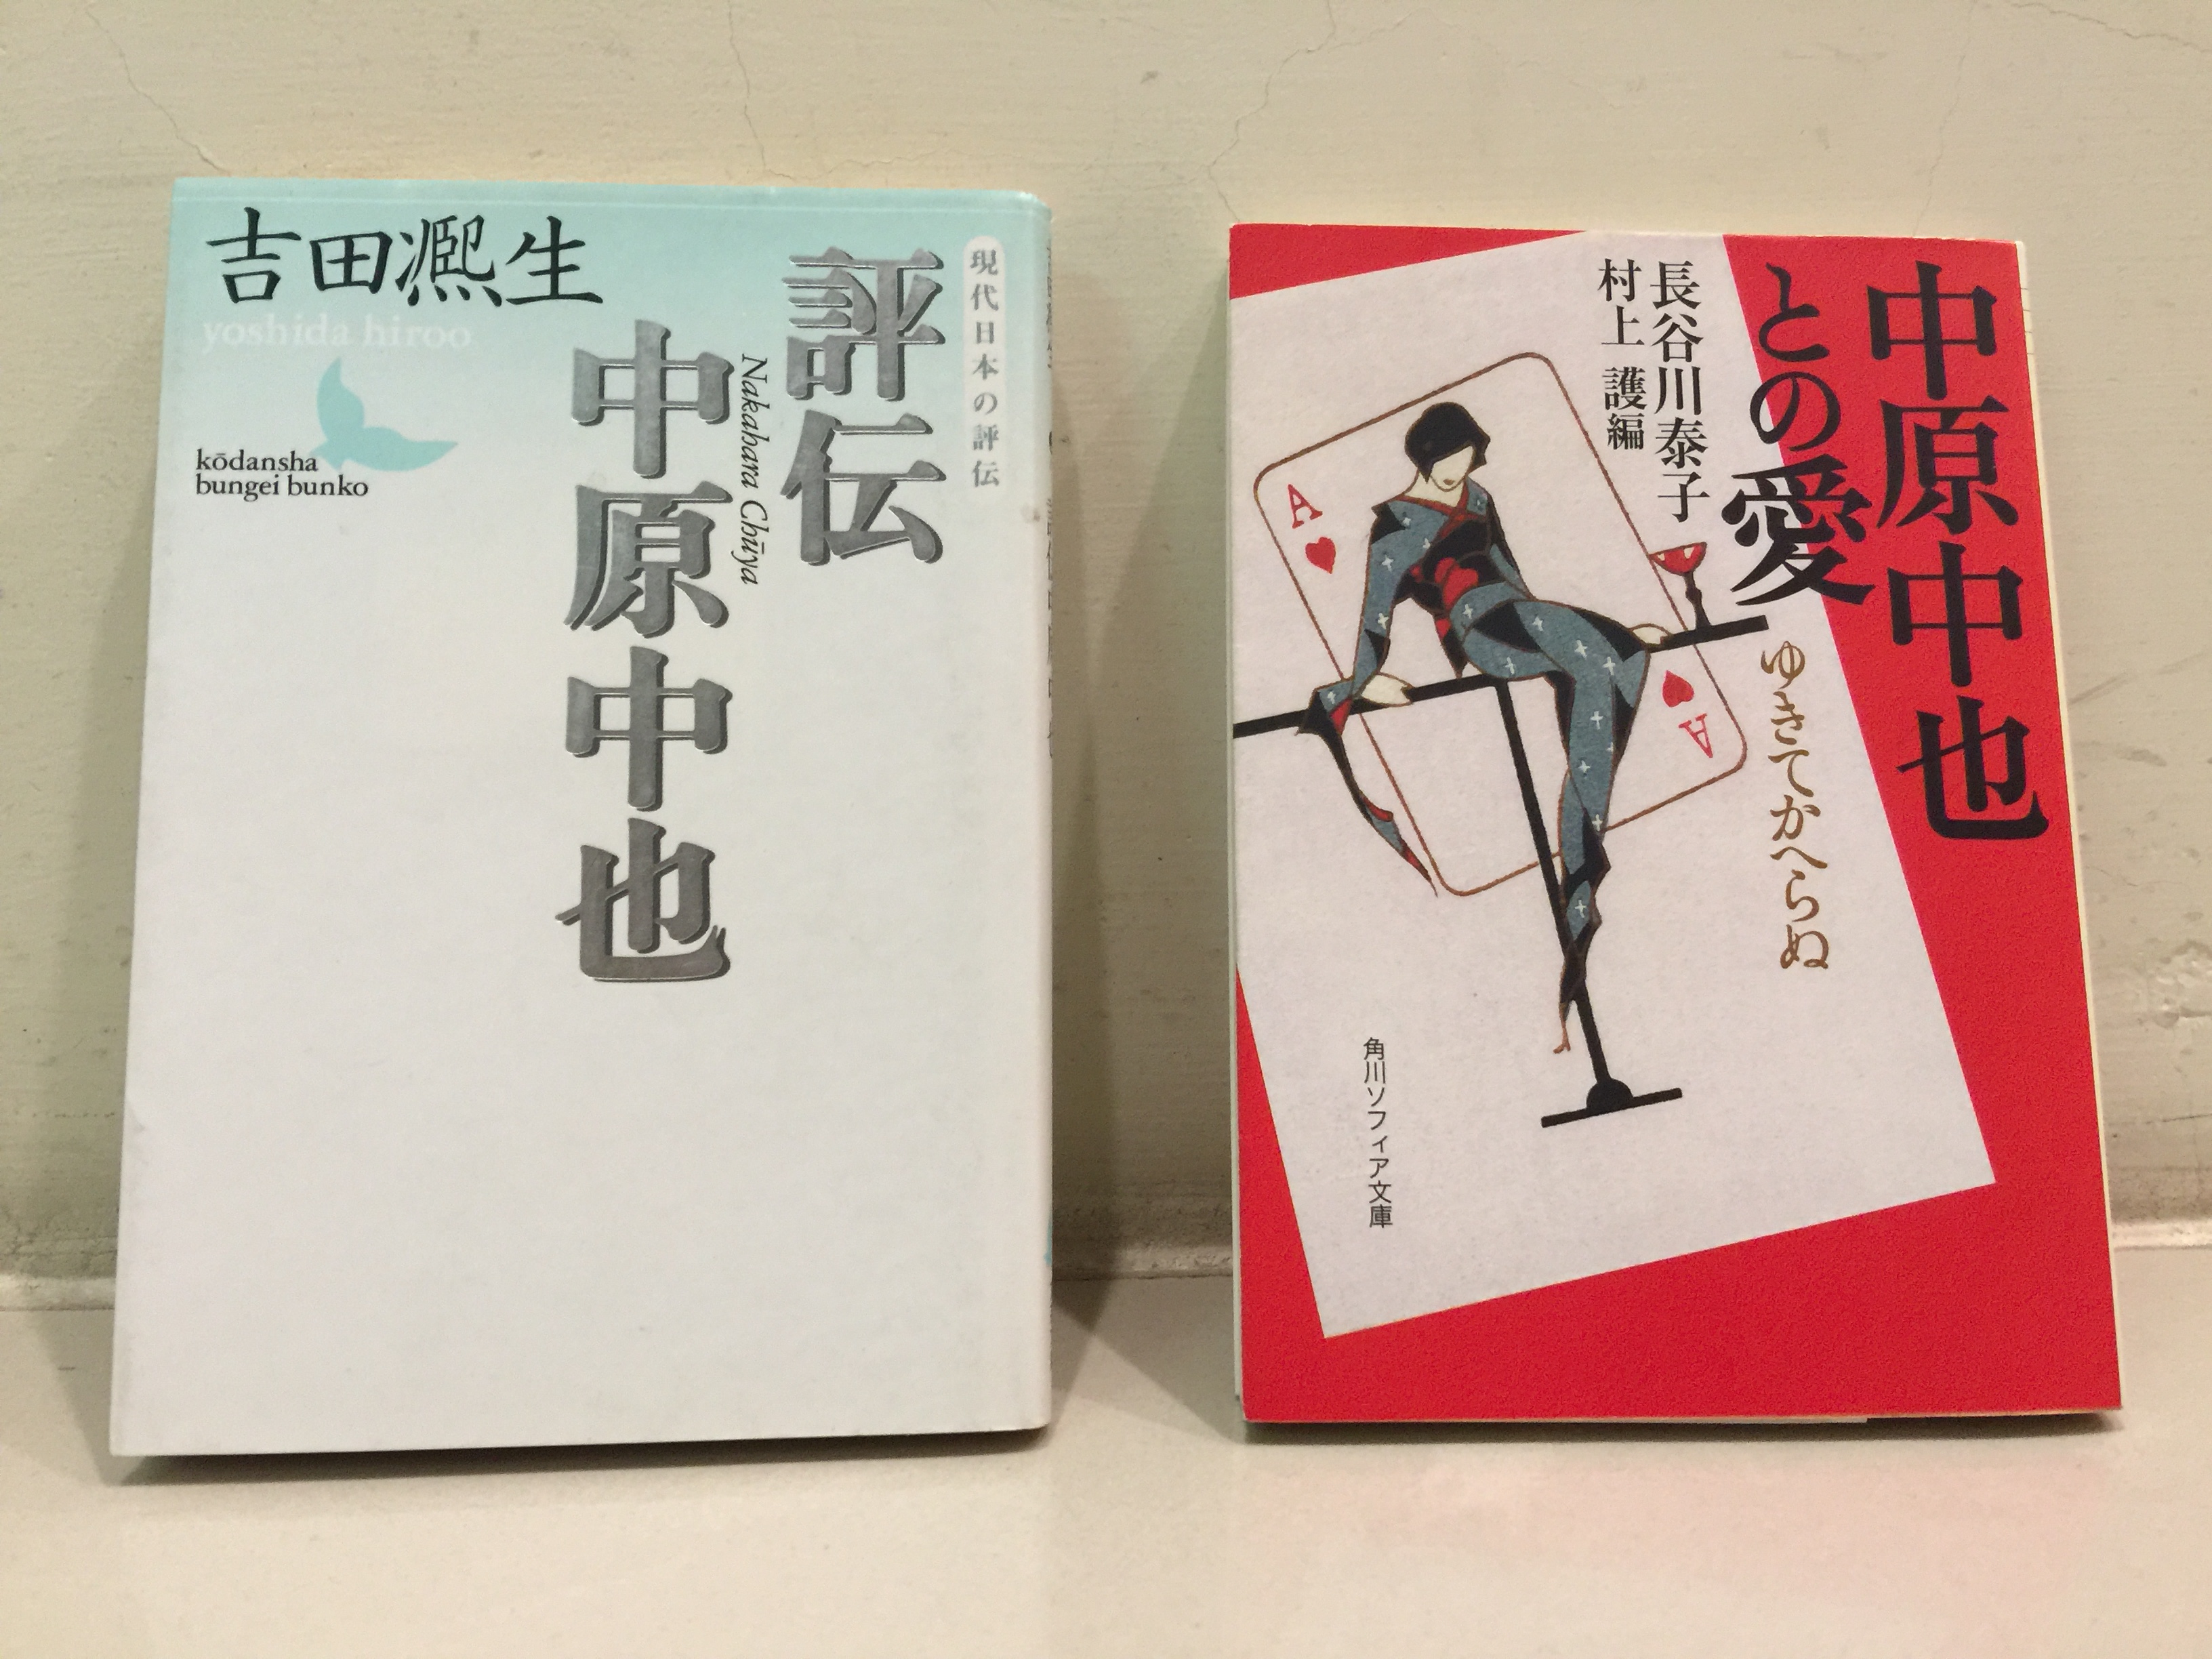 吉田凞生
yoshida hiroo
kōdansha
bungei bunko
現代日本の評伝
評伝
Nakahara Chūya
中原中也
中原中也
との愛
ゆきてかへらぬ
長谷川泰子
村上 護編
A
A
角川ソフィア文庫